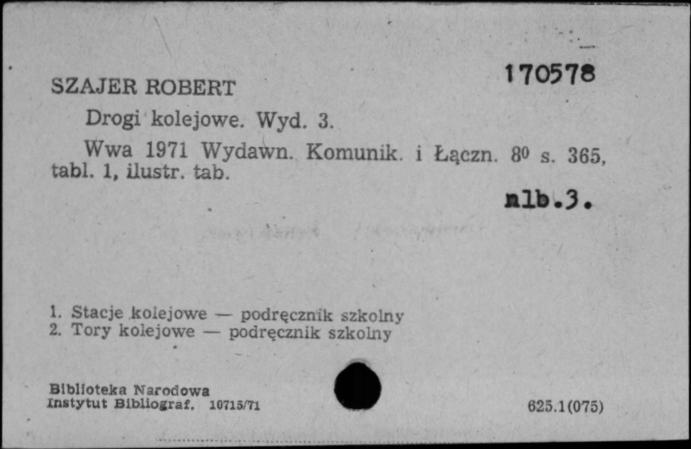 170578
SZAJER ROBERT
Drogi kolejowe. Wyd. 3.
Wwa 1971 Wydawn. Komunik. i Łączn. 8⁰ s. 365,
tabl. 1, ilustr. tab.
nlb.3.
1. Stacje kolejowe — podręcznik szkolny
2. Tory kolejowe — podręcznik szkolny
Biblioteka Narodowa
Instytut Bibliograf. 10715/71
625.1(075)